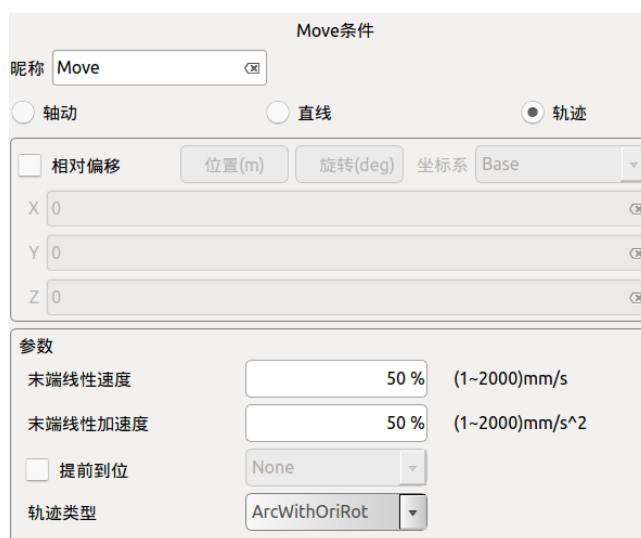 Move条件
昵称 Move
轴动 直线 轨迹
相对偏移 位置(m) 旋转(deg) 坐标系 Base
X 0
Y 0
Z 0
参数
末端线性速度 50 % (1~2000)mm/s
末端线性加速度 50 % (1~2000)mm/s^2
提前到位 None
轨迹类型 ArcWithOriRot